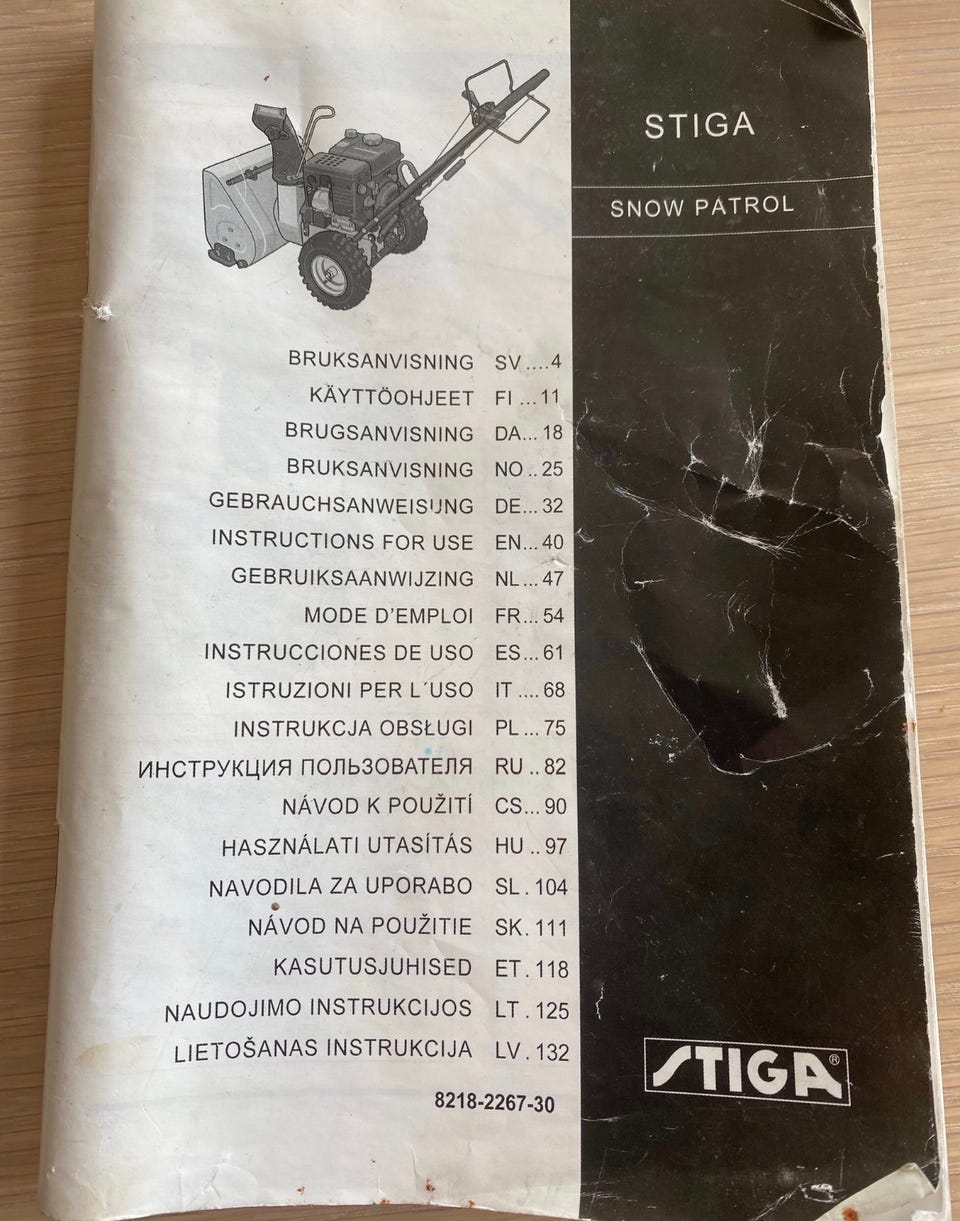 STIGA
SNOW PATROL
BRUKSANVISNING SV ....4
KÄYTTÖOHJEET FI ...11
BRUGSANVISNING DA...18
BRUKSANVISNING NO..25
GEBRAUCHSANWEISUNG DE...32
INSTRUCTIONS FOR USE EN...40
GEBRUIKSAANWIJZING NL...47
MODE D'EMPLOI FR...54
INSTRUCCIONES DE USO ES...61
ISTRUZIONI PER L´USO IT ....68
INSTRUKCJA OBSŁUGI PL...75
ИНСТРУКЦИЯ ПОЛЬЗОВАТЕЛЯ RU..82
NÁVOD K POUŽITÍ CS...90
HASZNÁLATI UTASÍTÁS HU..97
NAVODILA ZA UPORABO SL.104
NÁVOD NA POUŽITIE SK.111
KASUTUSJUHISED ET.118
NAUDOJIMO INSTRUKCIJOS LT.125
LIETOŠANAS INSTRUKCIJA LV.132
8218-2267-30
STIGA®